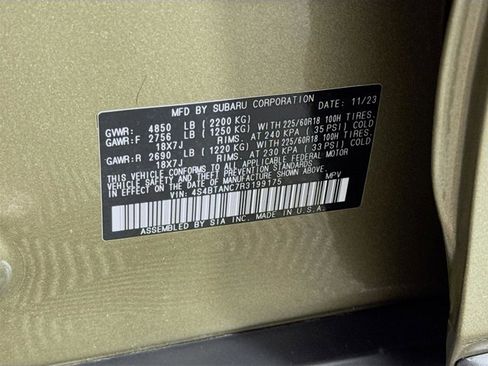 MFD BY SUBARU CORPORATION DATE: 11/23
GVWR: 4850 LB ( 2200 KG)
GAWR:F 2756 LB ( 1250 KG) WITH 225/60R18 100H TIRES.
18X7J RIMS. AT 240 KPA ( 35 PSI) COLD
GAWR:R 2690 LB ( 1220 KG) WITH 225/60R18 100H TIRES.
18X7J RIMS. AT 230 KPA ( 33 PSI) COLD
THIS VEHICLE CONFORMS TO ALL APPLICABLE FEDERAL MOTOR
VEHICLE SAFETY
IN EFFECT ON THE DATE OF MANUFACTURE SHOWN ABOVE.
VIN: 4S4BTANC7R3199175 MPV
ASSEMBLED BY SIA INC. MADE IN U.S.A.